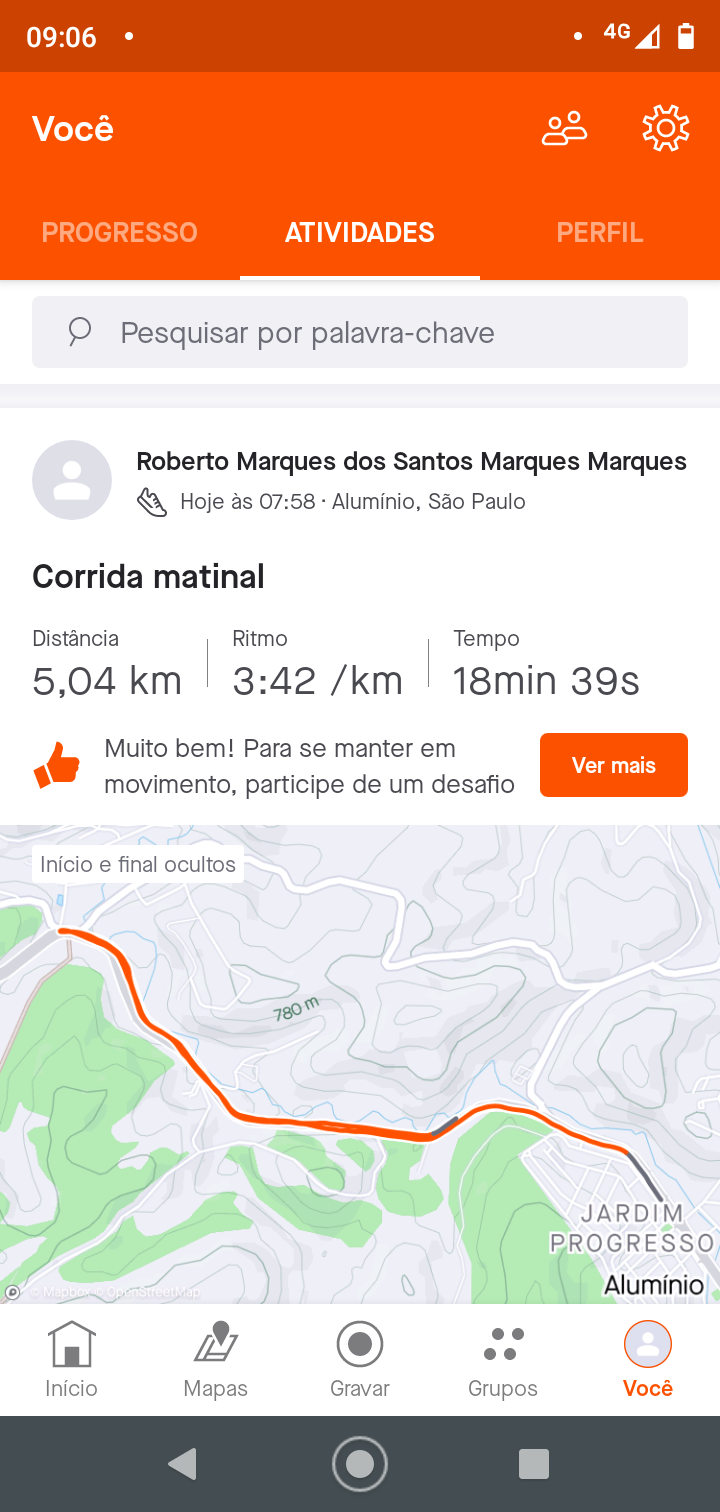 09:06
4G
Você
PROGRESSO ATIVIDADES PERFIL
Pesquisar por palavra-chave
Roberto Marques dos Santos Marques Marques
Hoje às 07:58 · Alumínio, São Paulo
Corrida matinal
Distância Ritmo Tempo
5,04 km 3:42 /km 18min 39s
Muito bem! Para se manter em
movimento, participe de um desafio
Ver mais
Início e final ocultos
780 m
JARDIM
PROGRESSO
Alumínio
© Mapbox © OpenStreetMap
Início Mapas Gravar Grupos Você